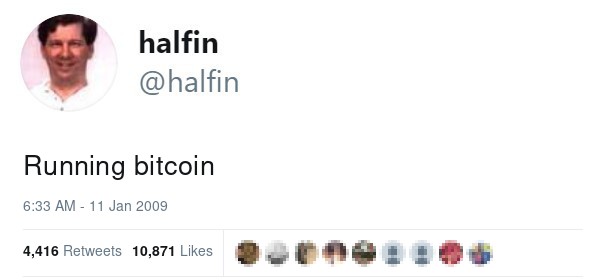 halfin
@halfin
Running bitcoin
6:33 AM - 11 Jan 2009
4,416 Retweets 10,871 Likes